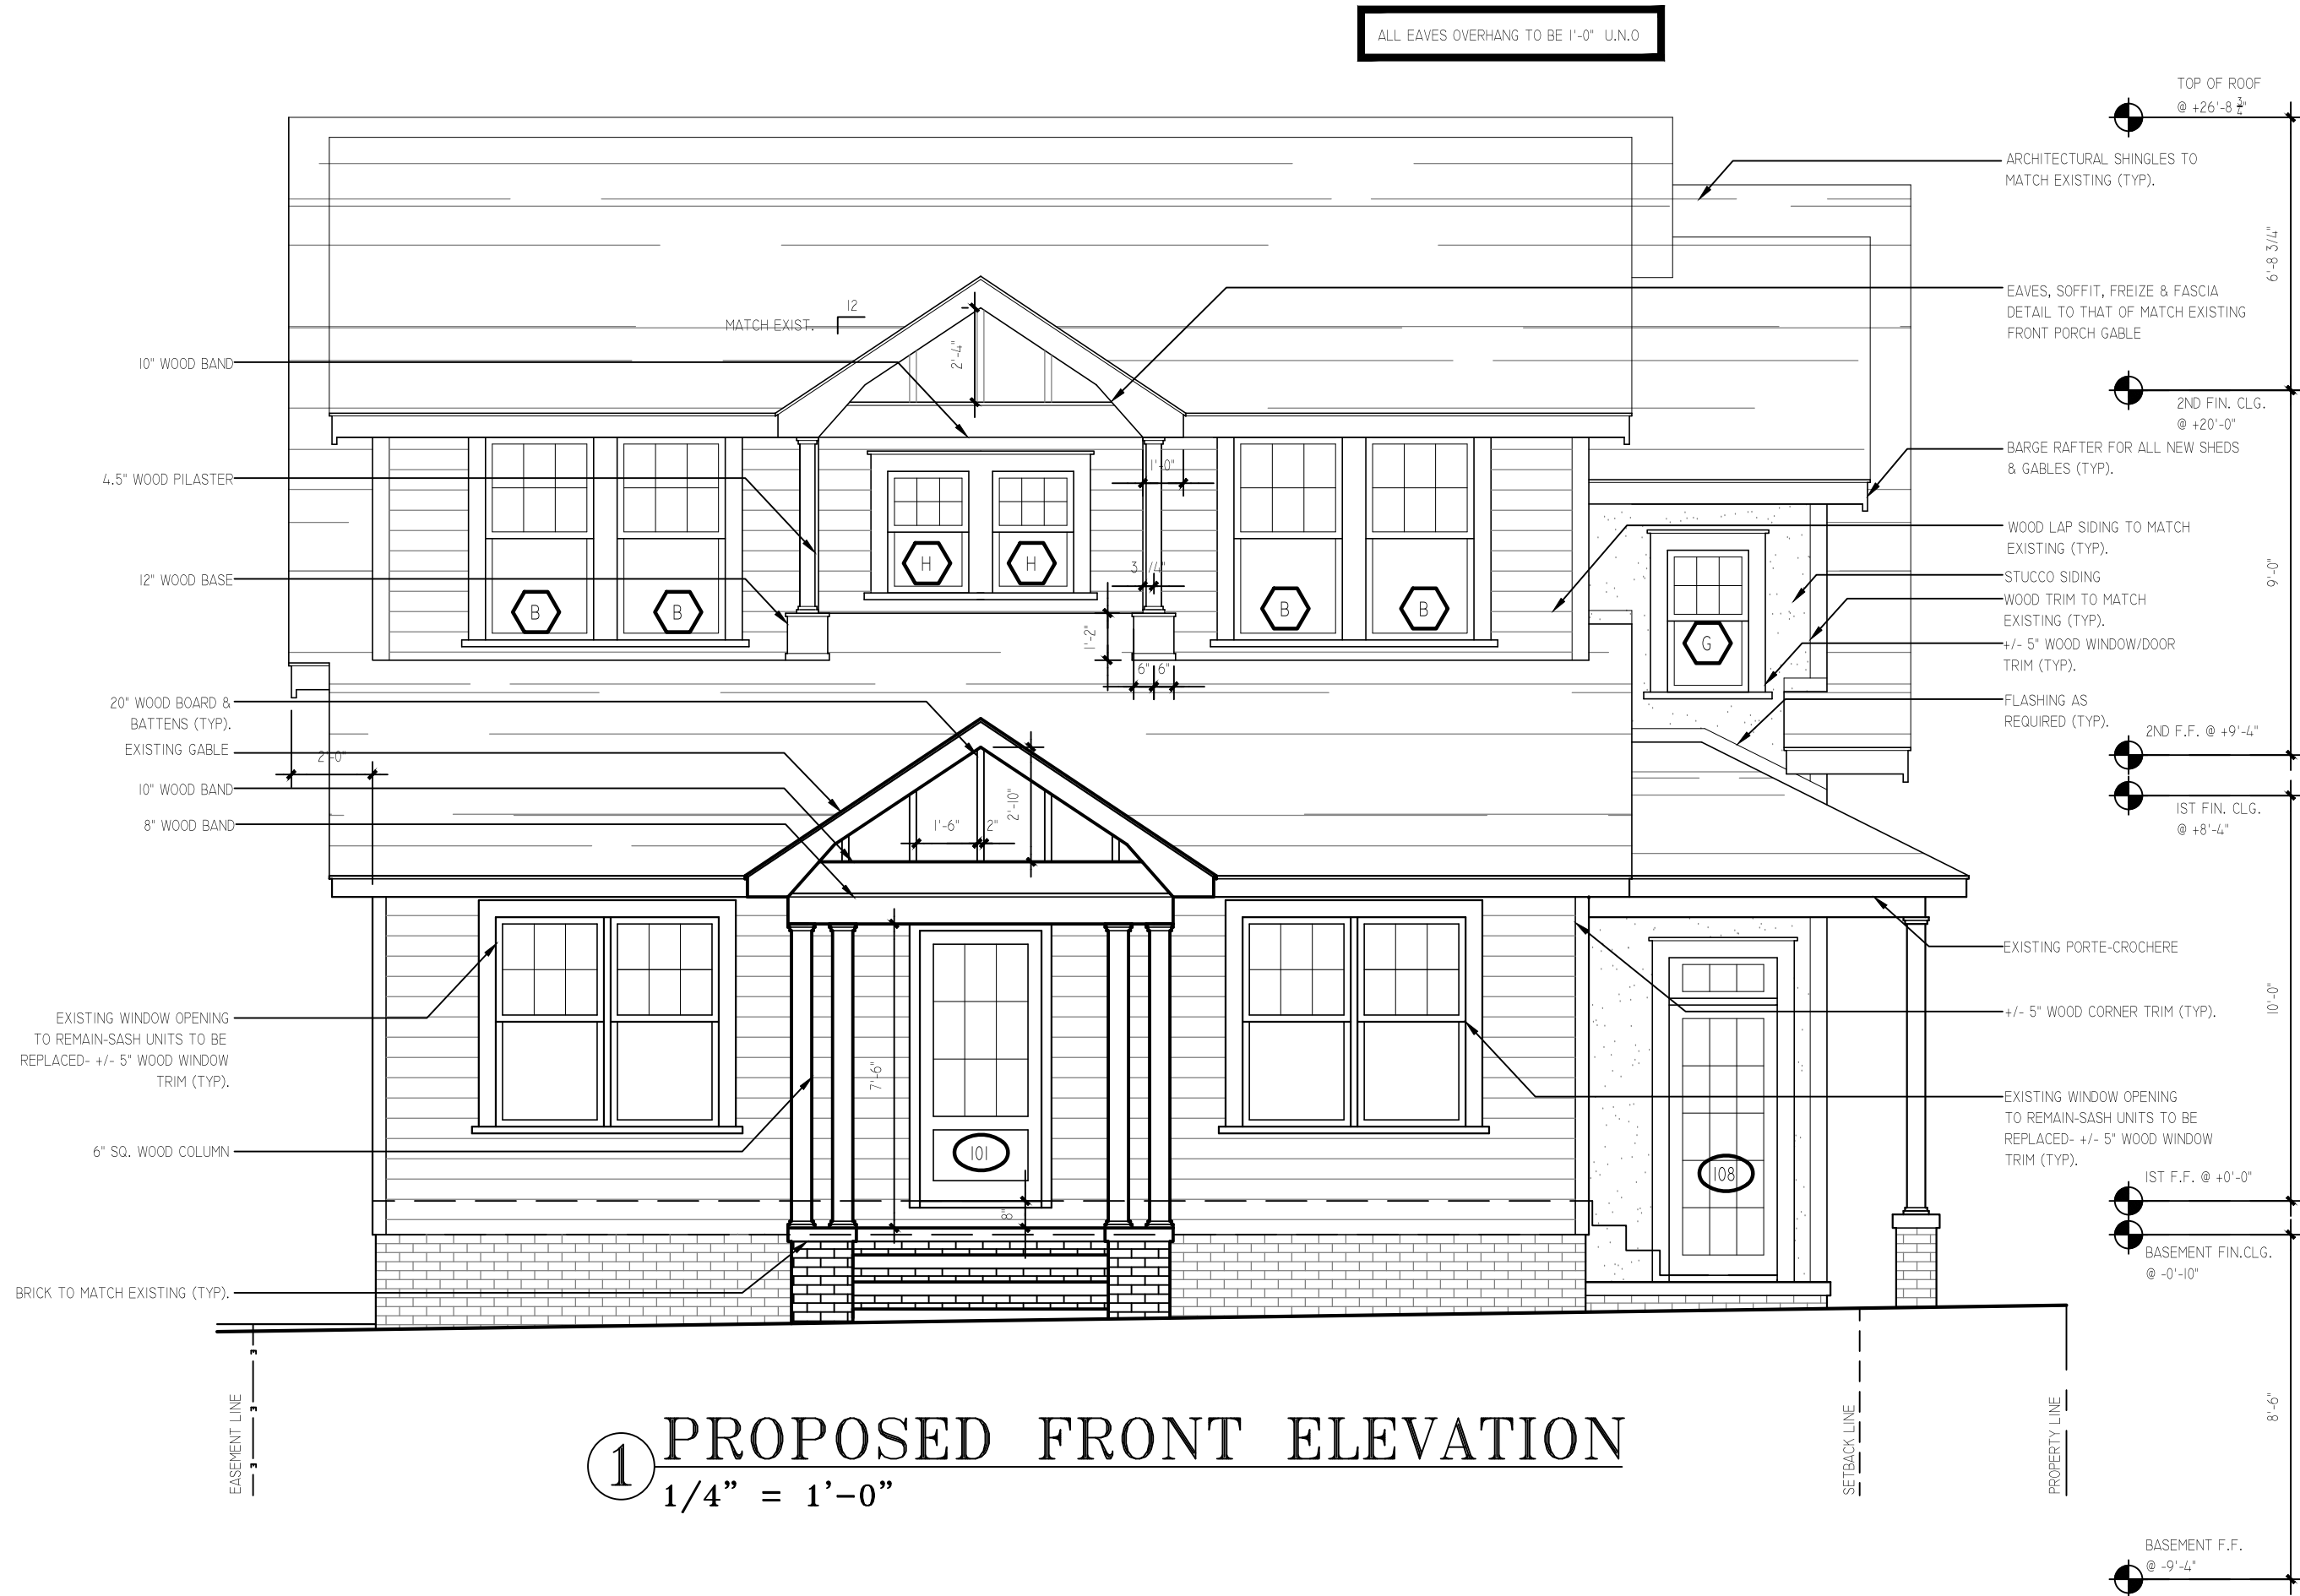 ALL EAVES OVERHANG TO BE 1'-0" U.N.O
TOP OF ROOF
@ +26'-8 3/4"
ARCHITECTURAL SHINGLES TO
MATCH EXISTING (TYP).
6'-8 3/4"
EAVES, SOFFIT, FREIZE & FASCIA
DETAIL TO THAT OF MATCH EXISTING
FRONT PORCH GABLE
12
MATCH EXIST.
2'-4"
10" WOOD BAND
2ND FIN. CLG.
@ +20'-0"
BARGE RAFTER FOR ALL NEW SHEDS
& GABLES (TYP).
4.5" WOOD PILASTER
1'-0"
WOOD LAP SIDING TO MATCH
EXISTING (TYP).
12" WOOD BASE
H
H
STUCCO SIDING
9'-0"
WOOD TRIM TO MATCH
EXISTING (TYP).
B
B
B
B
1'-2"
G
+/- 5" WOOD WINDOW/DOOR
TRIM (TYP).
6"
6"
20" WOOD BOARD &
BATTENS (TYP).
FLASHING AS
REQUIRED (TYP).
2ND F.F. @ +9'-4"
EXISTING GABLE
2'-0"
10" WOOD BAND
2'-10"
1ST FIN. CLG.
@ +8'-4"
8" WOOD BAND
1'-6"
2"
EXISTING PORTE-CROCHERE
EXISTING WINDOW OPENING
TO REMAIN-SASH UNITS TO BE
REPLACED- +/- 5" WOOD WINDOW
TRIM (TYP).
10'-0"
+/- 5" WOOD CORNER TRIM (TYP).
7'-6"
EXISTING WINDOW OPENING
TO REMAIN-SASH UNITS TO BE
REPLACED- +/- 5" WOOD WINDOW
TRIM (TYP).
6" SQ. WOOD COLUMN
101
108
1ST F.F. @ +0'-0"
8"
BASEMENT FIN.CLG.
@ -0'-10"
BRICK TO MATCH EXISTING (TYP).
EASEMENT LINE
SETBACK LINE
PROPERTY LINE
8'-6"
1 PROPOSED FRONT ELEVATION
1/4" = 1'-0"
BASEMENT F.F.
@ -9'-4"